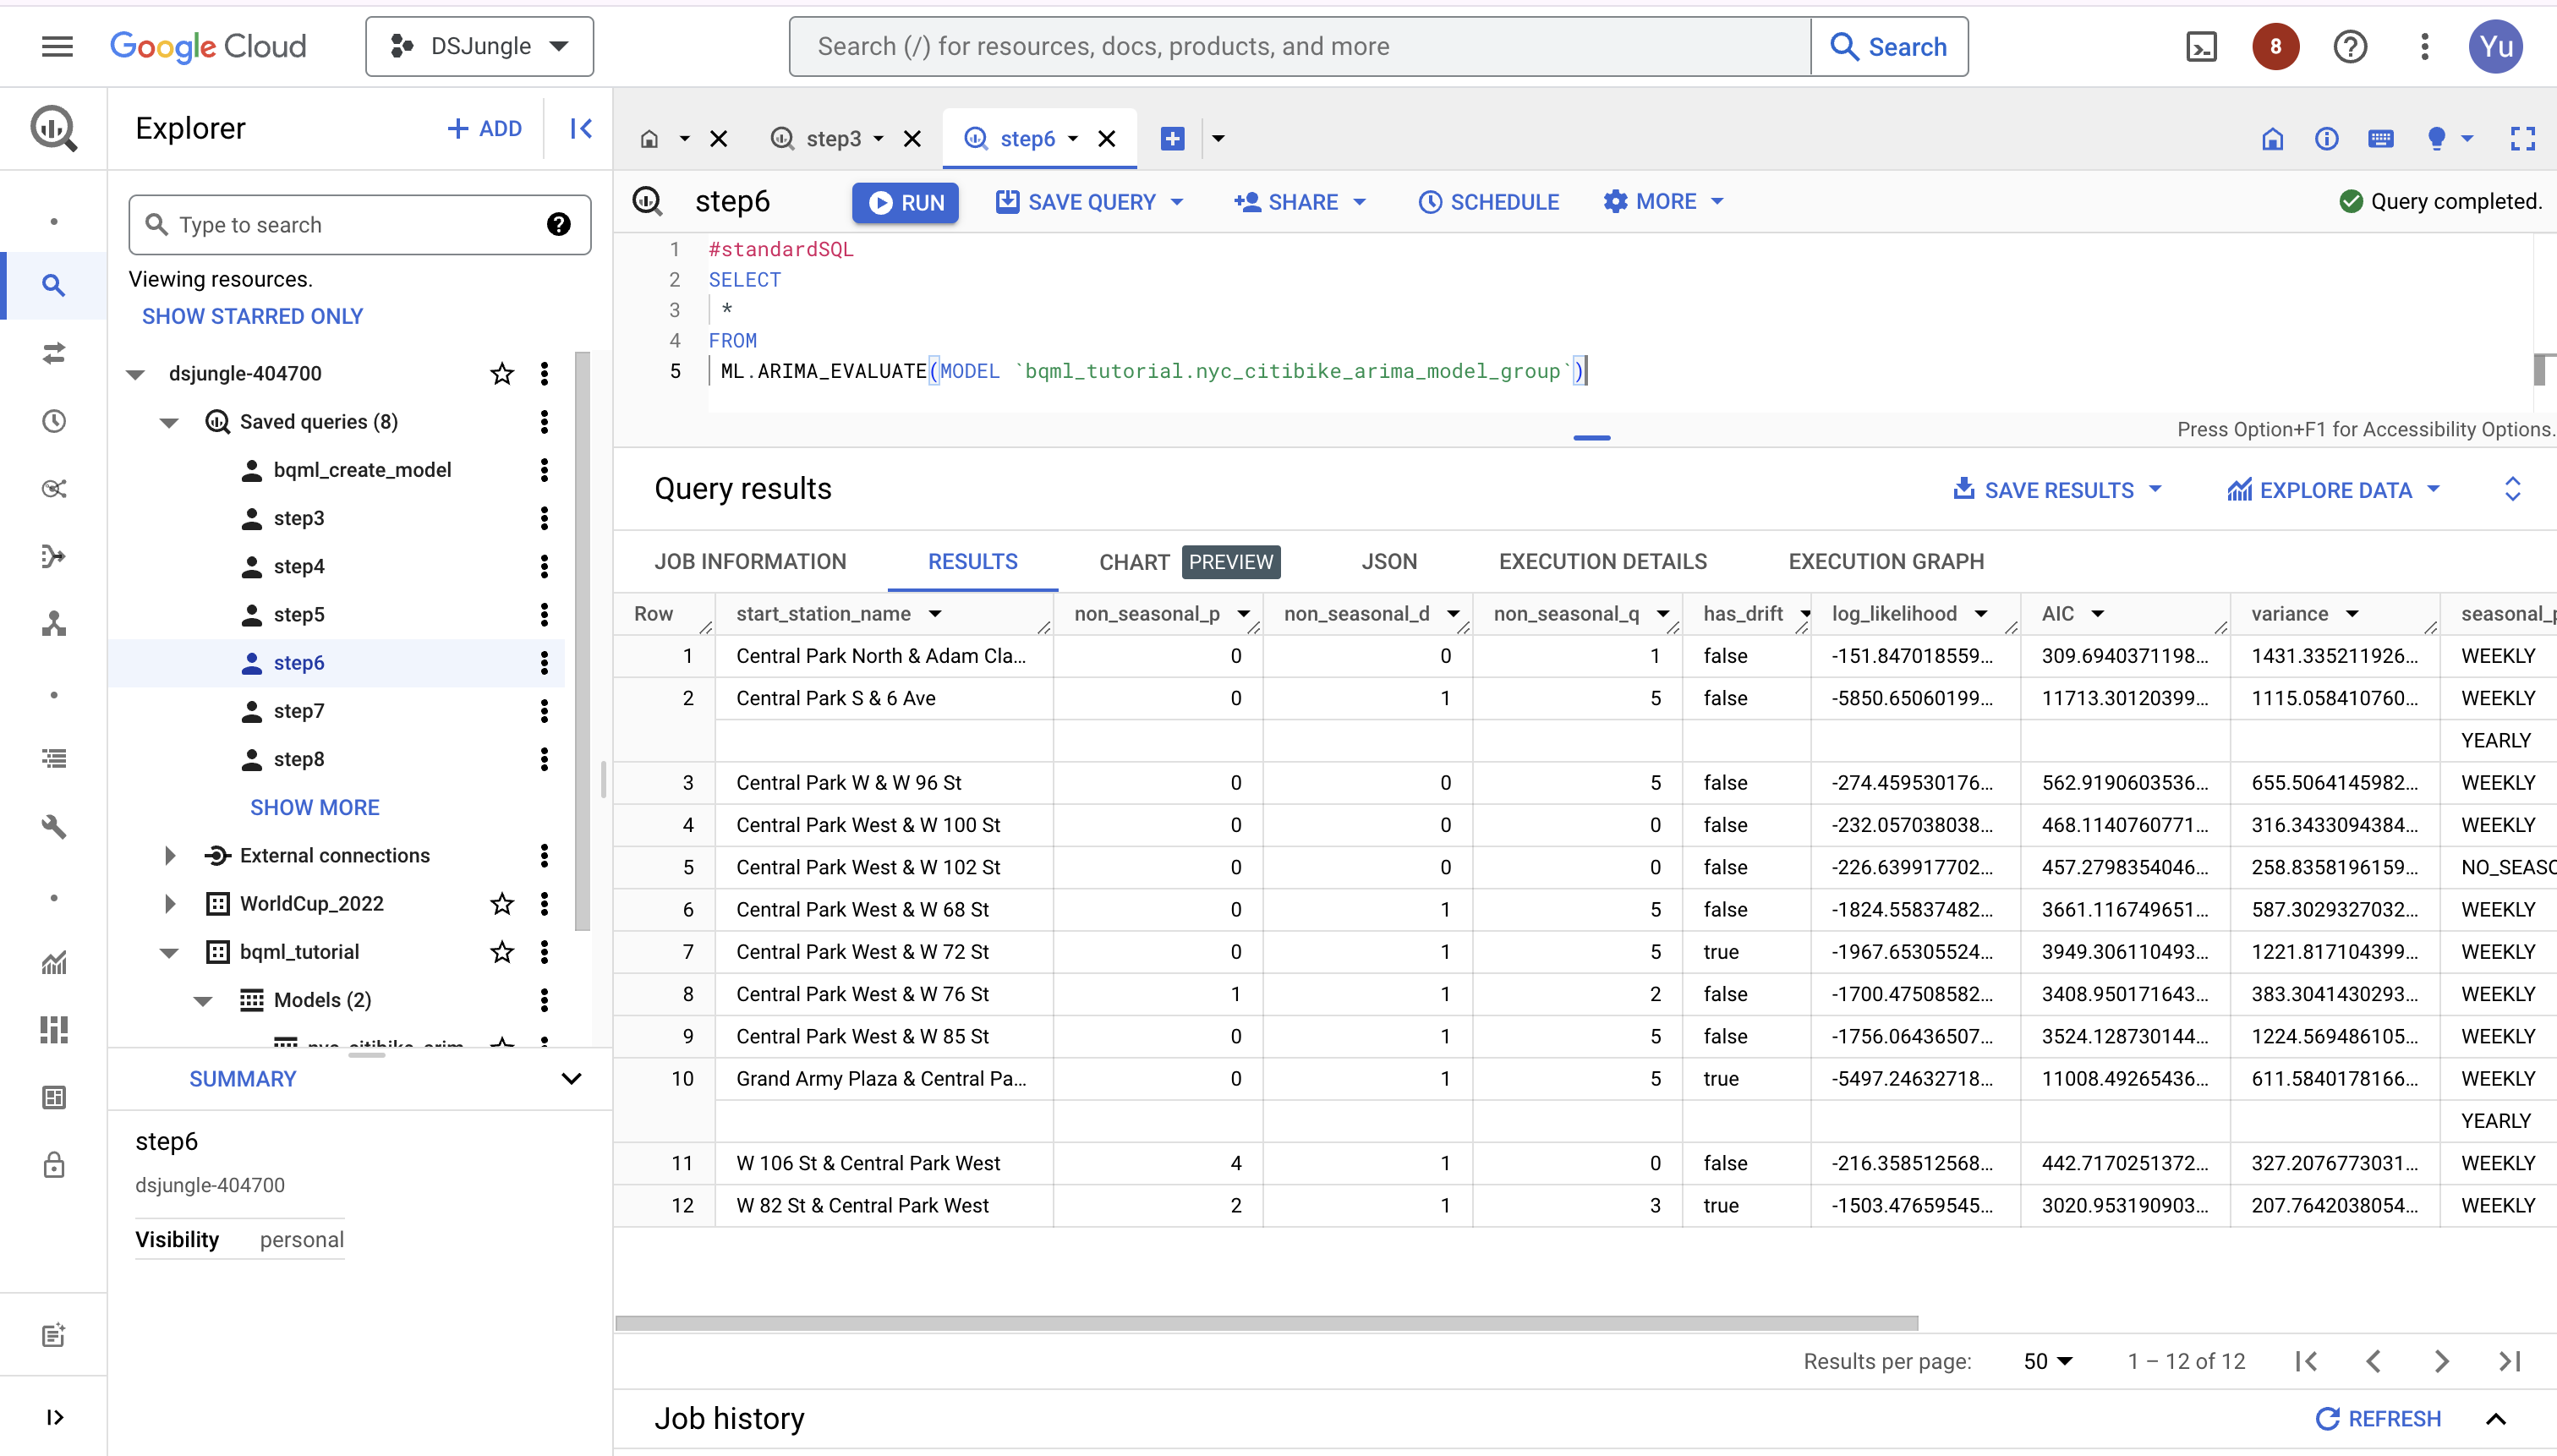 Google Cloud
DSJungle
Search (/) for resources, docs, products, and more
Search
8
Yu
Explorer
+ ADD
step3
step6
step6
RUN
SAVE QUERY
SHARE
SCHEDULE
MORE
Query completed.
Type to search
Viewing resources.
SHOW STARRED ONLY
dsjungle-404700
Saved queries (8)
bqml_create_model
step3
step4
step5
step6
step7
step8
SHOW MORE
External connections
WorldCup_2022
bqml_tutorial
Models (2)
SUMMARY
step6
dsjungle-404700
Visibility personal
1 #standardSQL
2 SELECT
3 *
4 FROM
5 ML.ARIMA_EVALUATE(MODEL `bqml_tutorial.nyc_citibike_arima_model_group`)
Press Option+F1 for Accessibility Options.
Query results
SAVE RESULTS
EXPLORE DATA
JOB INFORMATION RESULTS CHART PREVIEW JSON EXECUTION DETAILS EXECUTION GRAPH
Row start_station_name non_seasonal_p non_seasonal_d non_seasonal_q has_drift log_likelihood AIC variance
1 Central Park North & Adam Cla... 0 0 1 false -151.847018559... 309.6940371198... 1431.335211926... WEEKLY
2 Central Park S & 6 Ave 0 1 5 false -5850.65060199... 11713.30120399... 1115.058410760... WEEKLY
YEARLY
3 Central Park W & W 96 St 0 0 5 false -274.459530176... 562.9190603536... 655.5064145982... WEEKLY
4 Central Park West & W 100 St 0 0 0 false -232.057038038... 468.1140760771... 316.3433094384... WEEKLY
5 Central Park West & W 102 St 0 0 0 false -226.639917702... 457.2798354046... 258.8358196159... NO_SEASO
6 Central Park West & W 68 St 0 1 5 false -1824.55837482... 3661.116749651... 587.3029327032... WEEKLY
7 Central Park West & W 72 St 0 1 5 true -1967.65305524... 3949.306110493... 1221.817104399... WEEKLY
8 Central Park West & W 76 St 1 1 2 false -1700.47508582... 3408.950171643... 383.3041430293... WEEKLY
9 Central Park West & W 85 St 0 1 5 false -1756.06436507... 3524.128730144... 1224.569486105... WEEKLY
10 Grand Army Plaza & Central Pa... 0 1 5 true -5497.24632718... 11008.49265436... 611.5840178166... WEEKLY
YEARLY
11 W 106 St & Central Park West 4 1 0 false -216.358512568... 442.7170251372... 327.2076773031... WEEKLY
12 W 82 St & Central Park West 2 1 3 true -1503.47659545... 3020.953190903... 207.7642038054... WEEKLY
Results per page: 50 1 – 12 of 12
Job history
REFRESH